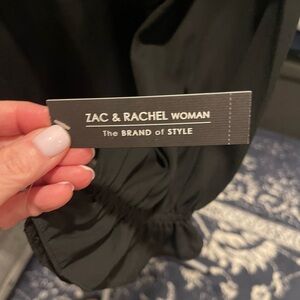 ZAC & RACHEL WOMAN
The BRAND of STYLE